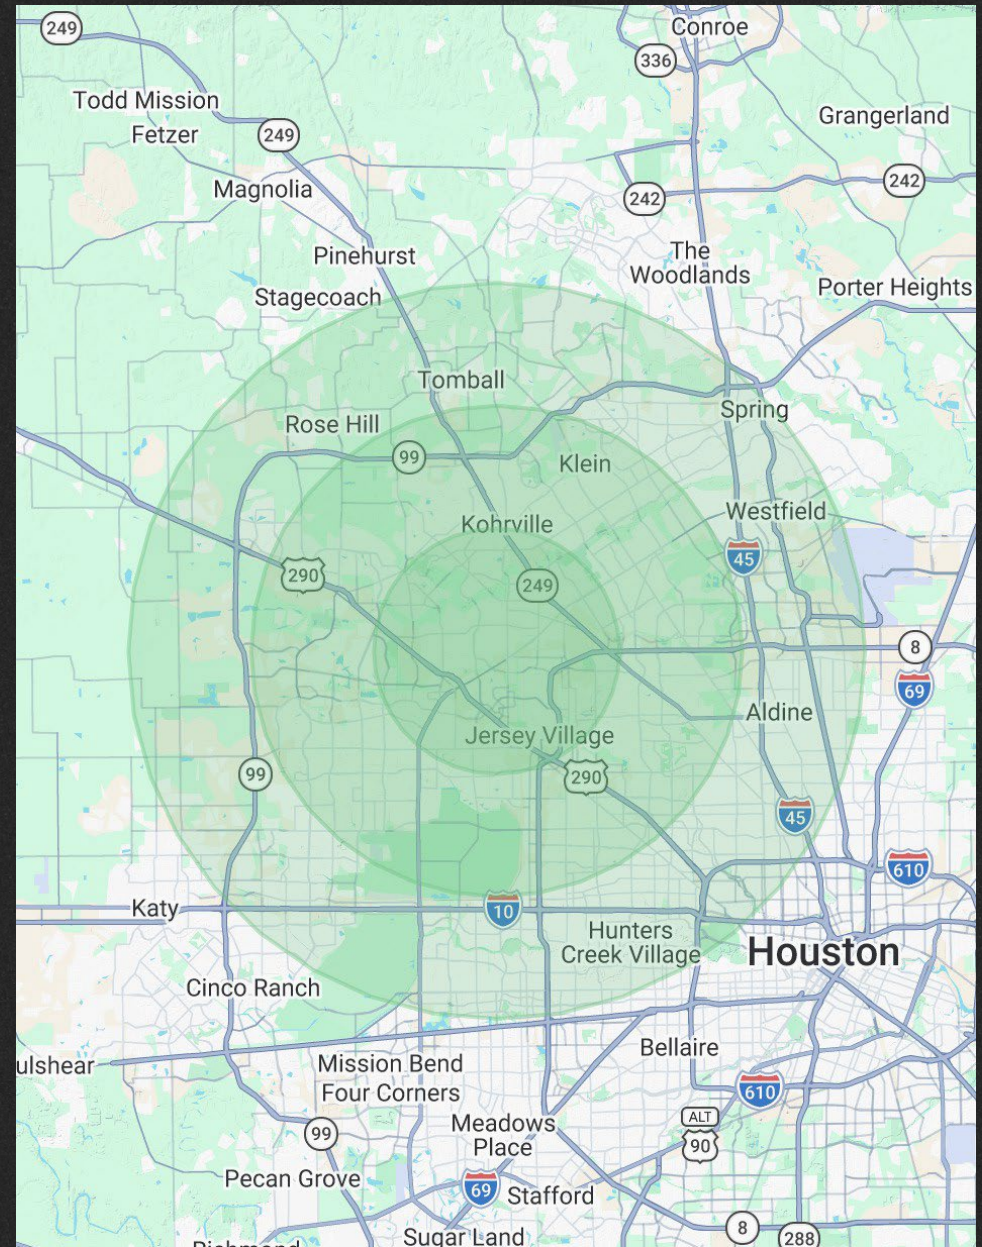 249
Conroe
336
Todd Mission
Fetzer
249
Grangerland
Magnolia
242
242
Pinehurst
The
Woodlands
Stagecoach
Porter Heights
Tomball
Rose Hill
Spring
99
Klein
Kohrville
Westfield
45
290
249
8
69
Jersey Village
Aldine
99
290
45
610
Katy
10
Hunters
Creek Village
Houston
Cinco Ranch
ulshear
Mission Bend
Four Corners
Bellaire
610
Meadows
Place
ALT
90
99
Pecan Grove
69
Stafford
8
288
Sugar Land
Richmond